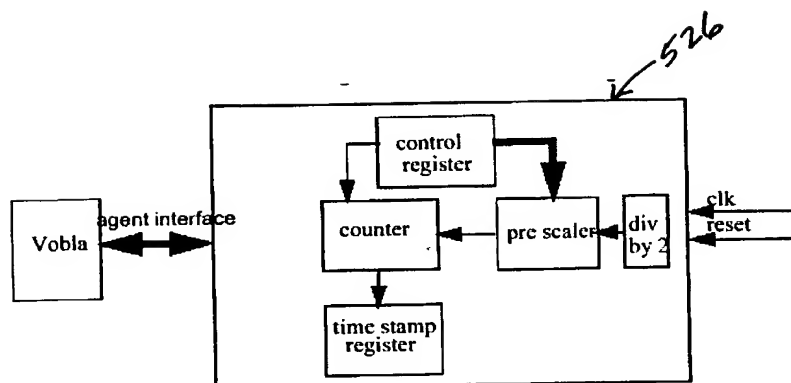 526
control
register
clk
agent interface
reset
Vobla
counter
pre scaler
div
by 2
time stamp
register